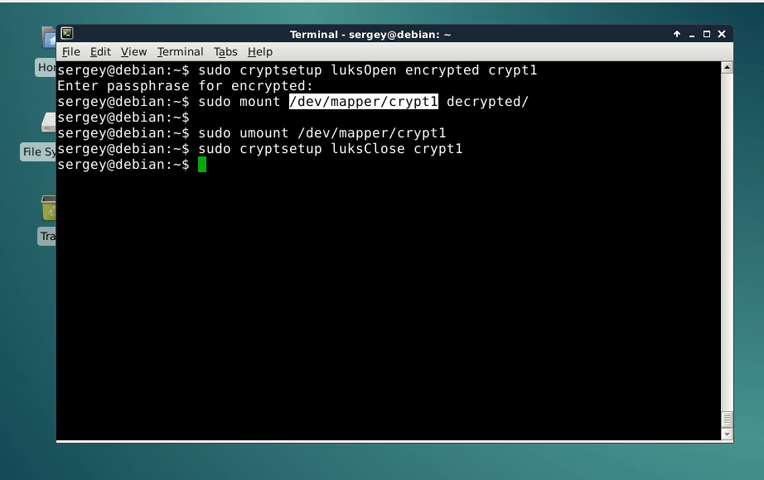 Terminal - sergey@debian: ~
File Edit View Terminal Tabs Help
sergey@debian:~$ sudo cryptsetup luksOpen encrypted crypt1
Enter passphrase for encrypted:
sergey@debian:~$ sudo mount /dev/mapper/crypt1 decrypted/
sergey@debian:~$
sergey@debian:~$ sudo umount /dev/mapper/crypt1
sergey@debian:~$ sudo cryptsetup luksClose crypt1
sergey@debian:~$
Ho
File Sy
Tra